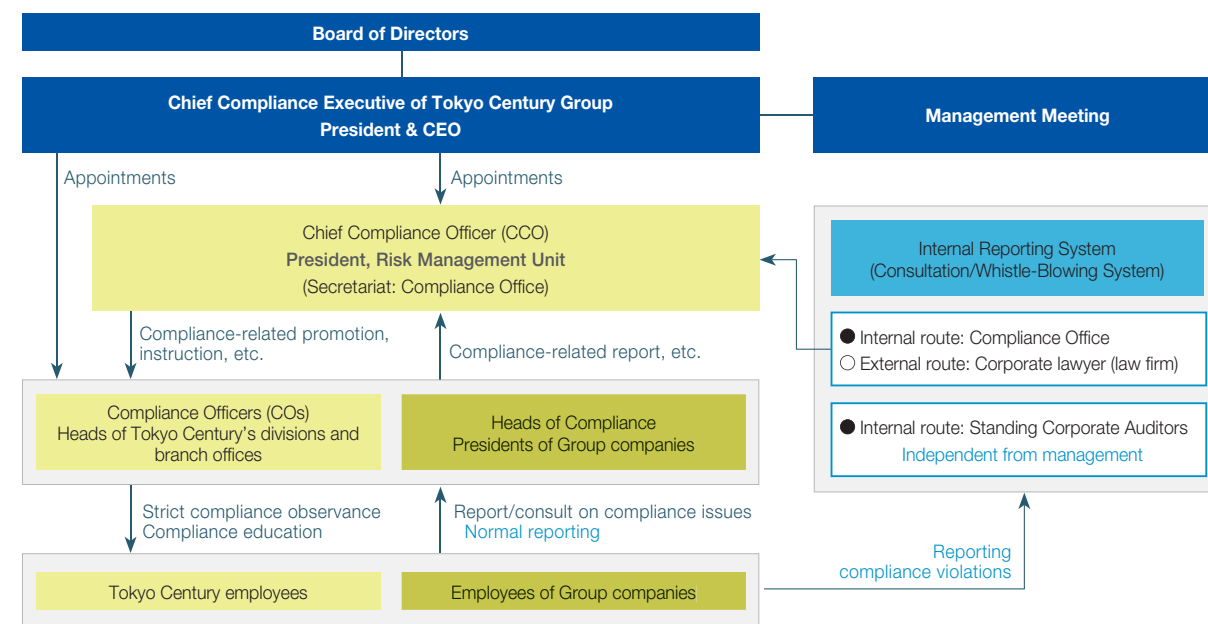 Board of Directors
Chief Compliance Executive of Tokyo Century Group
President & CEO
Management Meeting
Appointments
Appointments
Chief Compliance Officer (CCO)
President, Risk Management Unit
(Secretariat: Compliance Office)
Internal Reporting System
(Consultation/Whistle-Blowing System)
● Internal route: Compliance Office
○ External route: Corporate lawyer (law firm)
● Internal route: Standing Corporate Auditors
Independent from management
Compliance-related promotion,
instruction, etc.
Compliance-related report, etc.
Compliance Officers (COs)
Heads of Tokyo Century’s divisions and
branch offices
Heads of Compliance
Presidents of Group companies
Strict compliance observance
Compliance education
Report/consult on compliance issues
Normal reporting
Reporting
compliance violations
Tokyo Century employees
Employees of Group companies